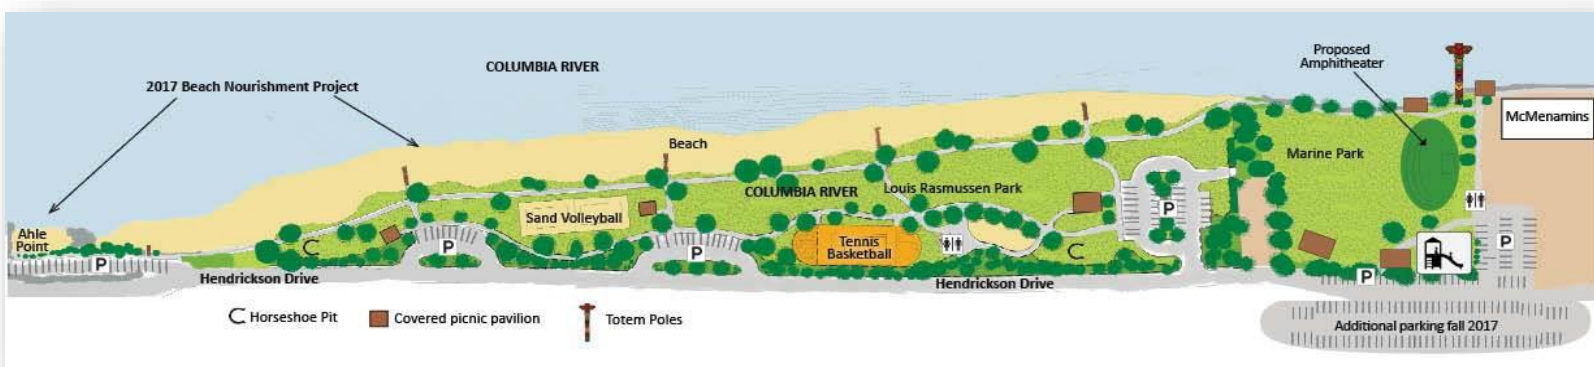 COLUMBIA RIVER
Proposed
Amphitheater
2017 Beach Nourishment Project
McMenamins
Beach
Marine Park
COLUMBIA RIVER
Louis Rasmussen Park
Ahle
Point
Sand Volleyball
P
P
P
P
P
P
P
Tennis
Basketball
Hendrickson Drive
Hendrickson Drive
Horseshoe Pit
Covered picnic pavilion
Totem Poles
Additional parking fall 2017